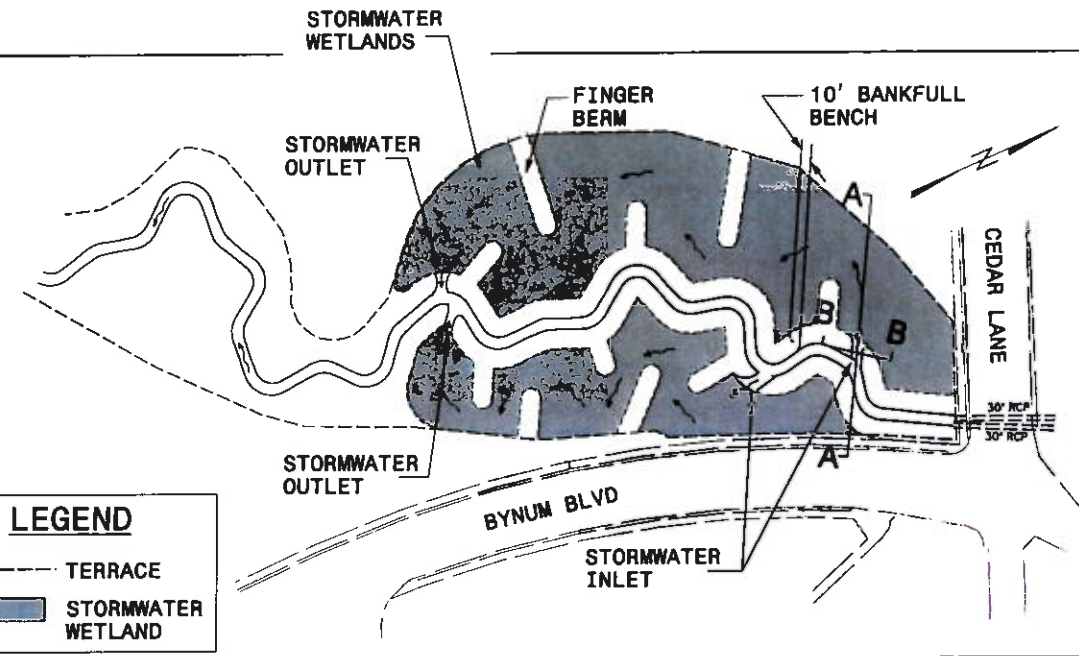 STORMWATER
WETLANDS
FINGER
BERM
10' BANKFULL
BENCH
STORMWATER
OUTLET
N
A
CEDAR LANE
B
B
30" RCP
30" RCP
A
STORMWATER
OUTLET
BYNUM BLVD
STORMWATER
INLET
LEGEND
TERRACE
STORMWATER
WETLAND